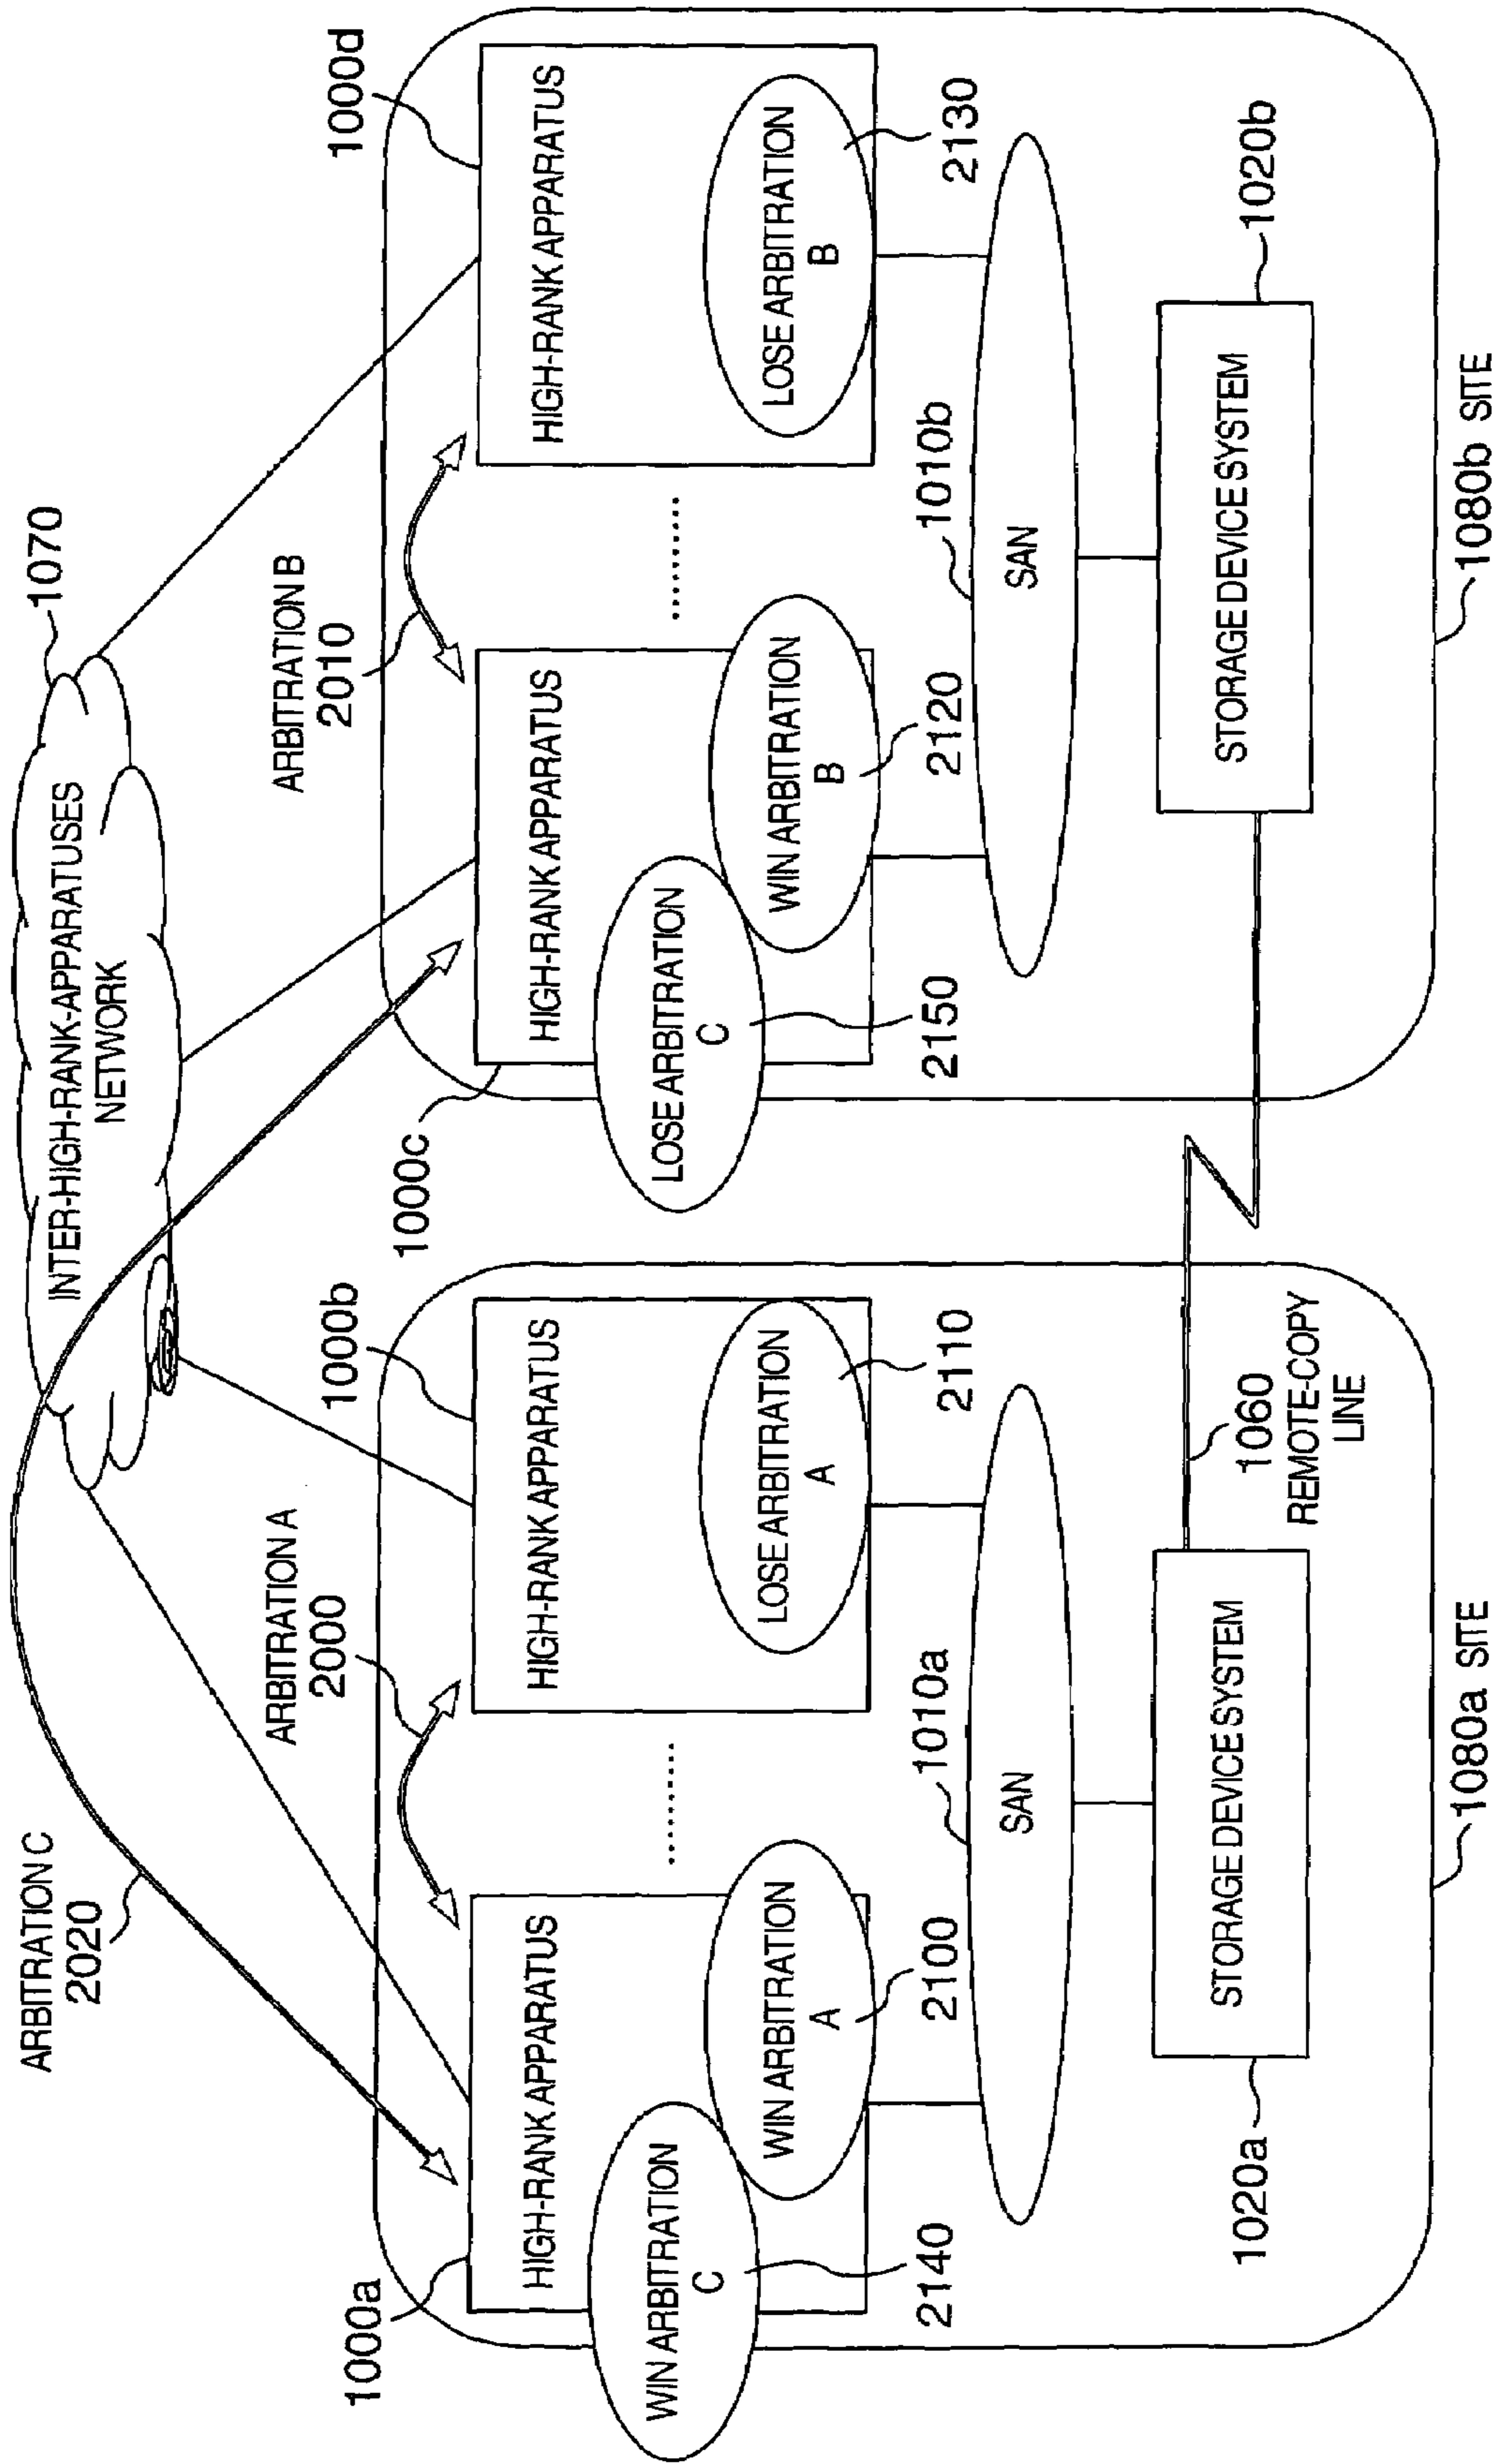 INTER-HIGH-RANK-APPARATUSES
NETWORK
1070
ARBITRATION C
2020
ARBITRATION A
2000
ARBITRATION B
2010
1000a
HIGH-RANK APPARATUS
WIN ARBITRATION
C
2140
WIN ARBITRATION
A
2100
1000b
HIGH-RANK APPARATUS
LOSE ARBITRATION
A
2110
1010a
SAN
1020a
STORAGE DEVICE SYSTEM
1080a SITE
1060
REMOTE-COPY
LINE
1000c
HIGH-RANK APPARATUS
LOSE ARBITRATION
C
2150
WIN ARBITRATION
B
2120
1000d
HIGH-RANK APPARATUS
LOSE ARBITRATION
B
2130
1010b
SAN
STORAGE DEVICE SYSTEM
1020b
1080b SITE